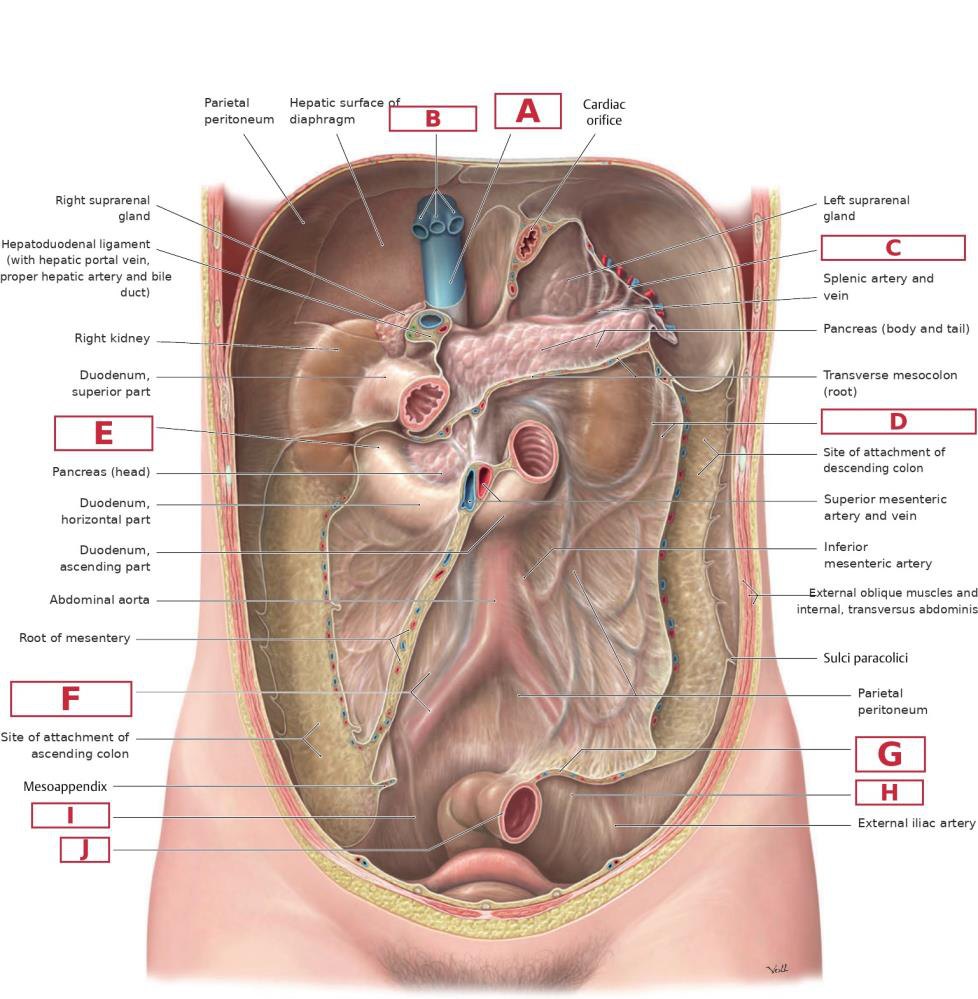 Parietal
peritoneum
Hepatic surface of
diaphragm
B
A
Cardiac
orifice
Right suprarenal
gland
Hepatoduodenal ligament
(with hepatic portal vein,
proper hepatic artery and bile
duct)
Right kidney
Duodenum,
superior part
E
Pancreas (head)
Duodenum,
horizontal part
Duodenum,
ascending part
Abdominal aorta
Root of mesentery
F
Site of attachment of
ascending colon
Mesoappendix
I
J
Left suprarenal
gland
C
Splenic artery and
vein
Pancreas (body and tail)
Transverse mesocolon
(root)
D
Site of attachment of
descending colon
Superior mesenteric
artery and vein
Inferior
mesenteric artery
External oblique muscles and
internal, transversus abdominis
Sulci paracolici
Parietal
peritoneum
G
H
External iliac artery
Voll